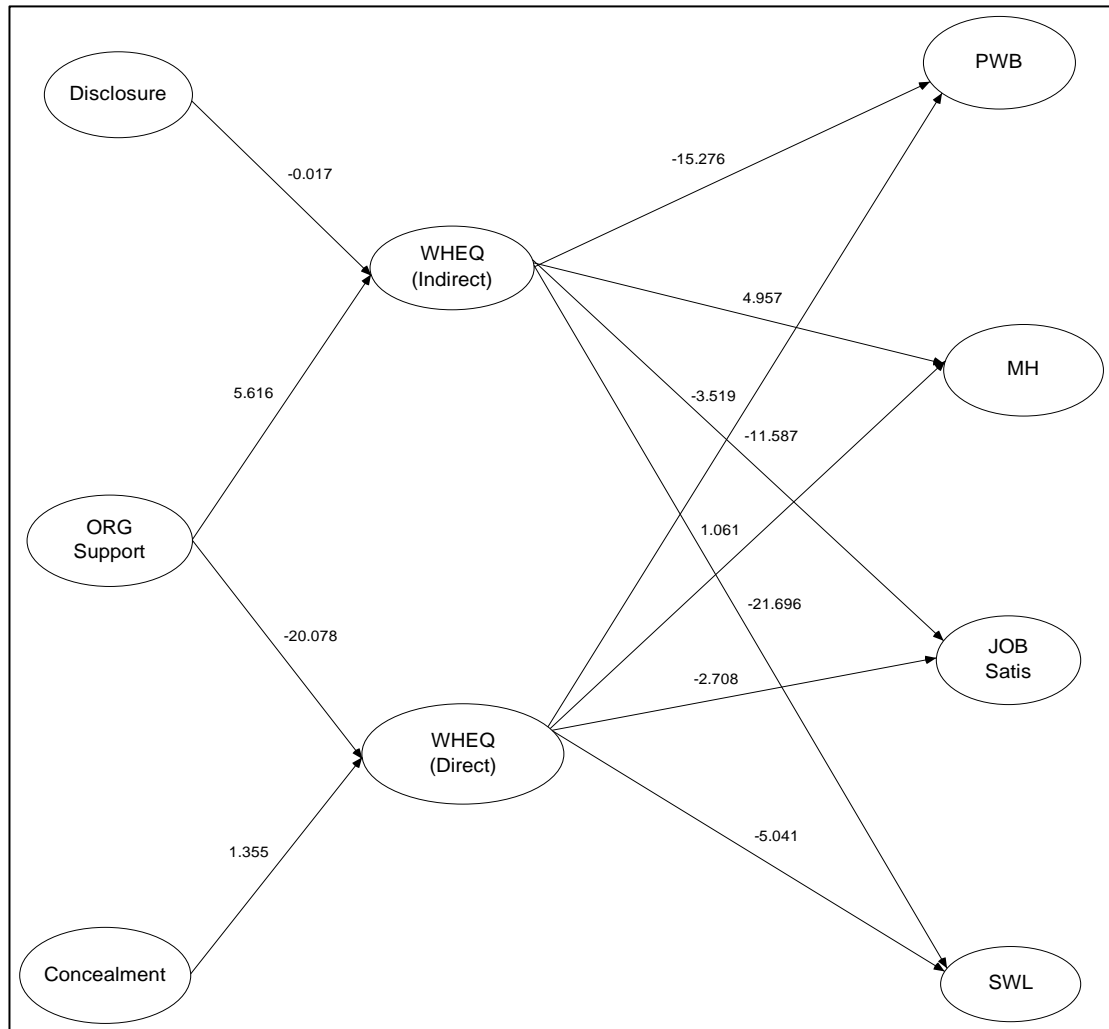 PWB
Disclosure
-15.276
-0.017
WHEQ
(Indirect)
4.957
MH
5.616
-3.519
-11.587
ORG
Support
1.061
-21.696
-20.078
JOB
Satis
-2.708
WHEQ
(Direct)
-5.041
1.355
Concealment
SWL